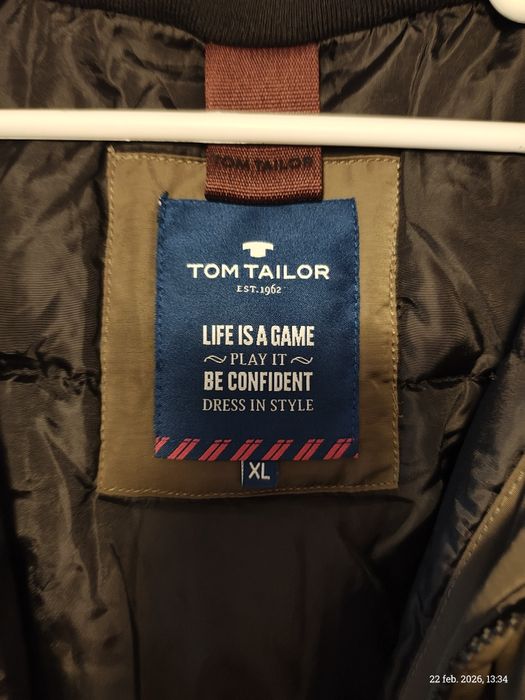 TOM TAILOR
TOM TAILOR
EST. 1962
LIFE IS A GAME
~ PLAY IT ~
BE CONFIDENT
DRESS IN STYLE
XL
22 feb. 2026, 13:34